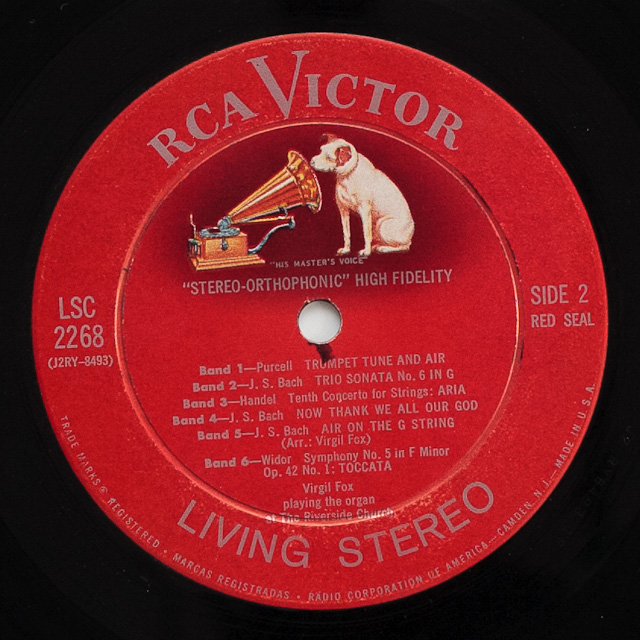 RCA VICTOR
"HIS MASTER'S VOICE"
"STEREO-ORTHOPHONIC" HIGH FIDELITY
LSC
2268
(J2RY-8493)
SIDE 2
RED SEAL
Band 1—Purcell TRUMPET TUNE AND AIR
Band 2—J. S. Bach TRIO SONATA No. 6 IN G
Band 3—Handel Tenth Concerto for Strings: ARIA
Band 4—J. S. Bach NOW THANK WE ALL OUR GOD
Band 5—J. S. Bach AIR ON THE G STRING
(Arr.: Virgil Fox)
Band 6—Widor Symphony No. 5 in F Minor
Op. 42 No. 1: TOCCATA
Virgil Fox
playing the organ
at The Riverside Church
LIVING STEREO
TRADE MARKS ® REGISTERED • MARCAS REGISTRADAS • RADIO CORPORATION OF AMERICA—CAMDEN, N.J.—MADE IN U.S.A.